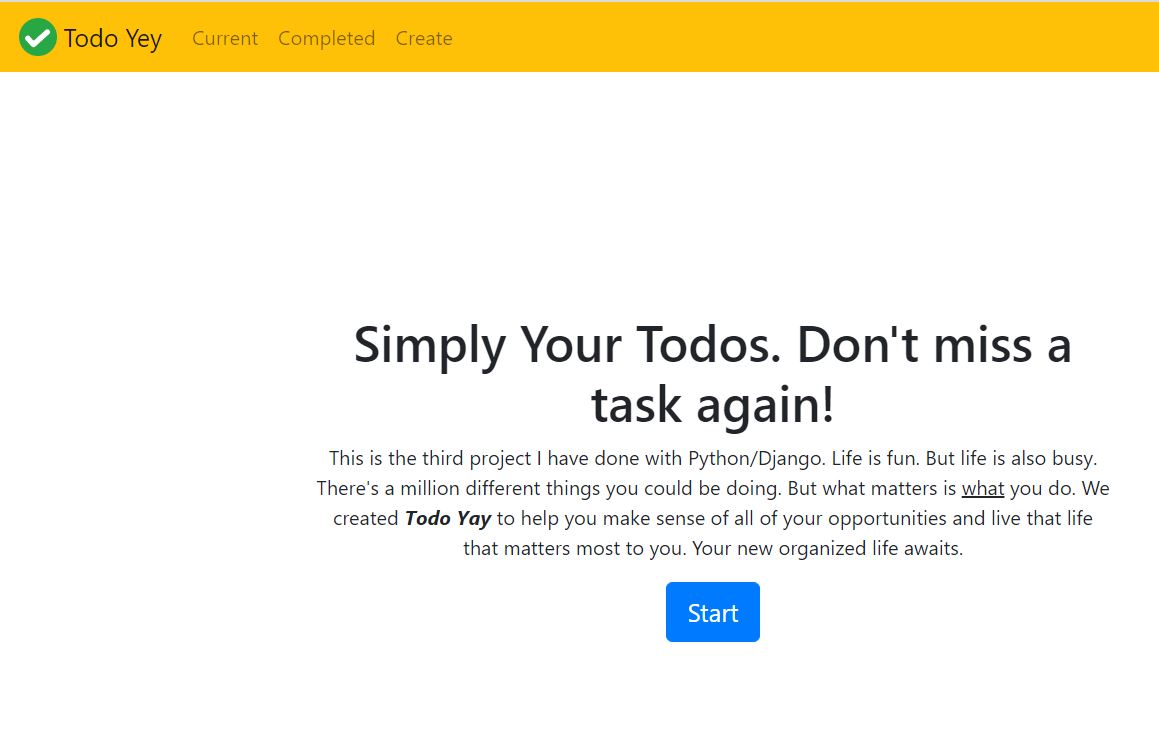 Todo Yey Current Completed Create
Simply Your Todos. Don't miss a
task again!
This is the third project I have done with Python/Django. Life is fun. But life is also busy.
There's a million different things you could be doing. But what matters is what you do. We
created Todo Yay to help you make sense of all of your opportunities and live that life
that matters most to you. Your new organized life awaits.
Start